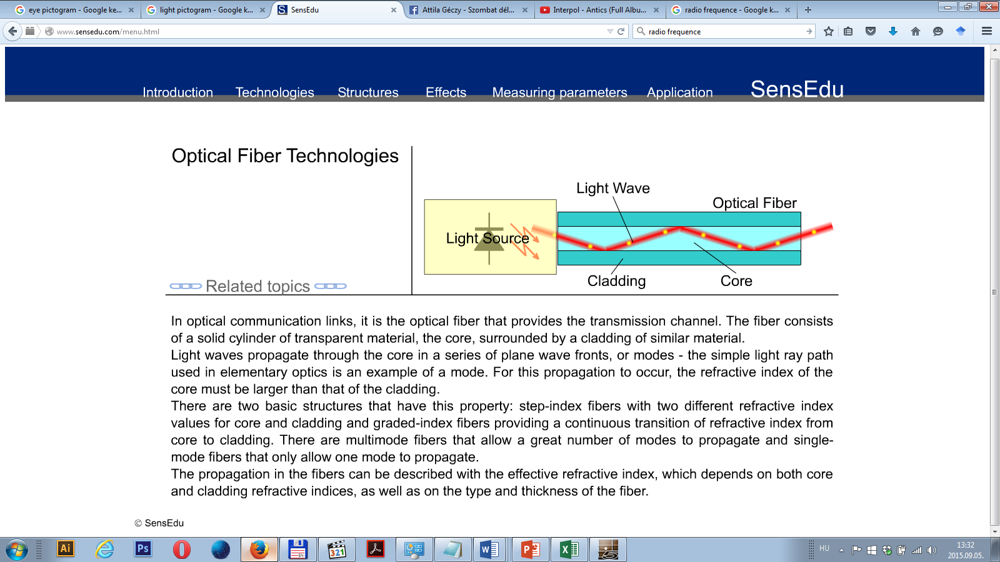 eye pictogram - Google ke...
light pictogram - Google k...
SensEdu
Attila Géczy - Szombat dél...
Interpol - Antics (Full Albu...
radio frequence - Google k...
www.sensedu.com/menu.html
radio frequence
Introduction
Technologies
Structures
Effects
Measuring parameters
Application
SensEdu
Optical Fiber Technologies
Related topics
Light Wave
Optical Fiber
Light Source
Cladding
Core
In optical communication links, it is the optical fiber that provides the transmission channel. The fiber consists
of a solid cylinder of transparent material, the core, surrounded by a cladding of similar material.
Light waves propagate through the core in a series of plane wave fronts, or modes - the simple light ray path
used in elementary optics is an example of a mode. For this propagation to occur, the refractive index of the
core must be larger than that of the cladding.
There are two basic structures that have this property: step-index fibers with two different refractive index
values for core and cladding and graded-index fibers providing a continuous transition of refractive index from
core to cladding. There are multimode fibers that allow a great number of modes to propagate and single-
mode fibers that only allow one mode to propagate.
The propagation in the fibers can be described with the effective refractive index, which depends on both core
and cladding refractive indices, as well as on the type and thickness of the fiber.
© SensEdu
Ai
Ps
64
321
W
P
X
5
HU
13:32
2015.09.05.